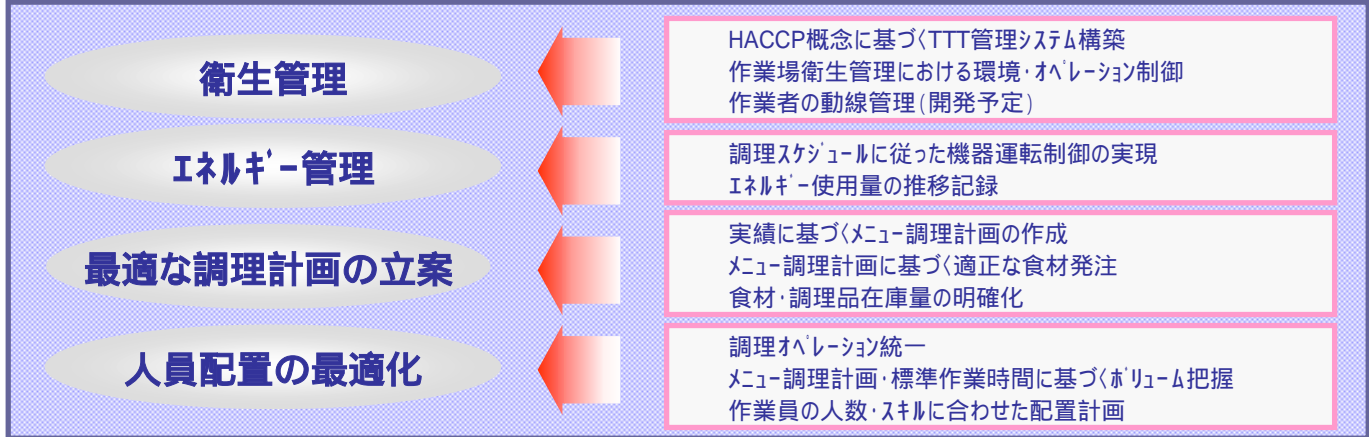 衛生管理
HACCP概念に基づくTTT管理ｼｽﾃﾑ構築
作業場衛生管理における環境･ｵﾍﾟﾚｰｼｮﾝ制御
作業者の動線管理(開発予定)
ｴﾈﾙｷﾞｰ管理
調理ｽｹｼﾞｭｰﾙに従った機器運転制御の実現
ｴﾈﾙｷﾞｰ使用量の推移記録
最適な調理計画の立案
実績に基づくﾒﾆｭｰ調理計画の作成
ﾒﾆｭｰ調理計画に基づく適正な食材発注
食材･調理品在庫量の明確化
人員配置の最適化
調理ｵﾍﾟﾚｰｼｮﾝ統一
ﾒﾆｭｰ調理計画･標準作業時間に基づくﾎﾞﾘｭｰﾑ把握
作業員の人数･ｽｷﾙに合わせた配置計画